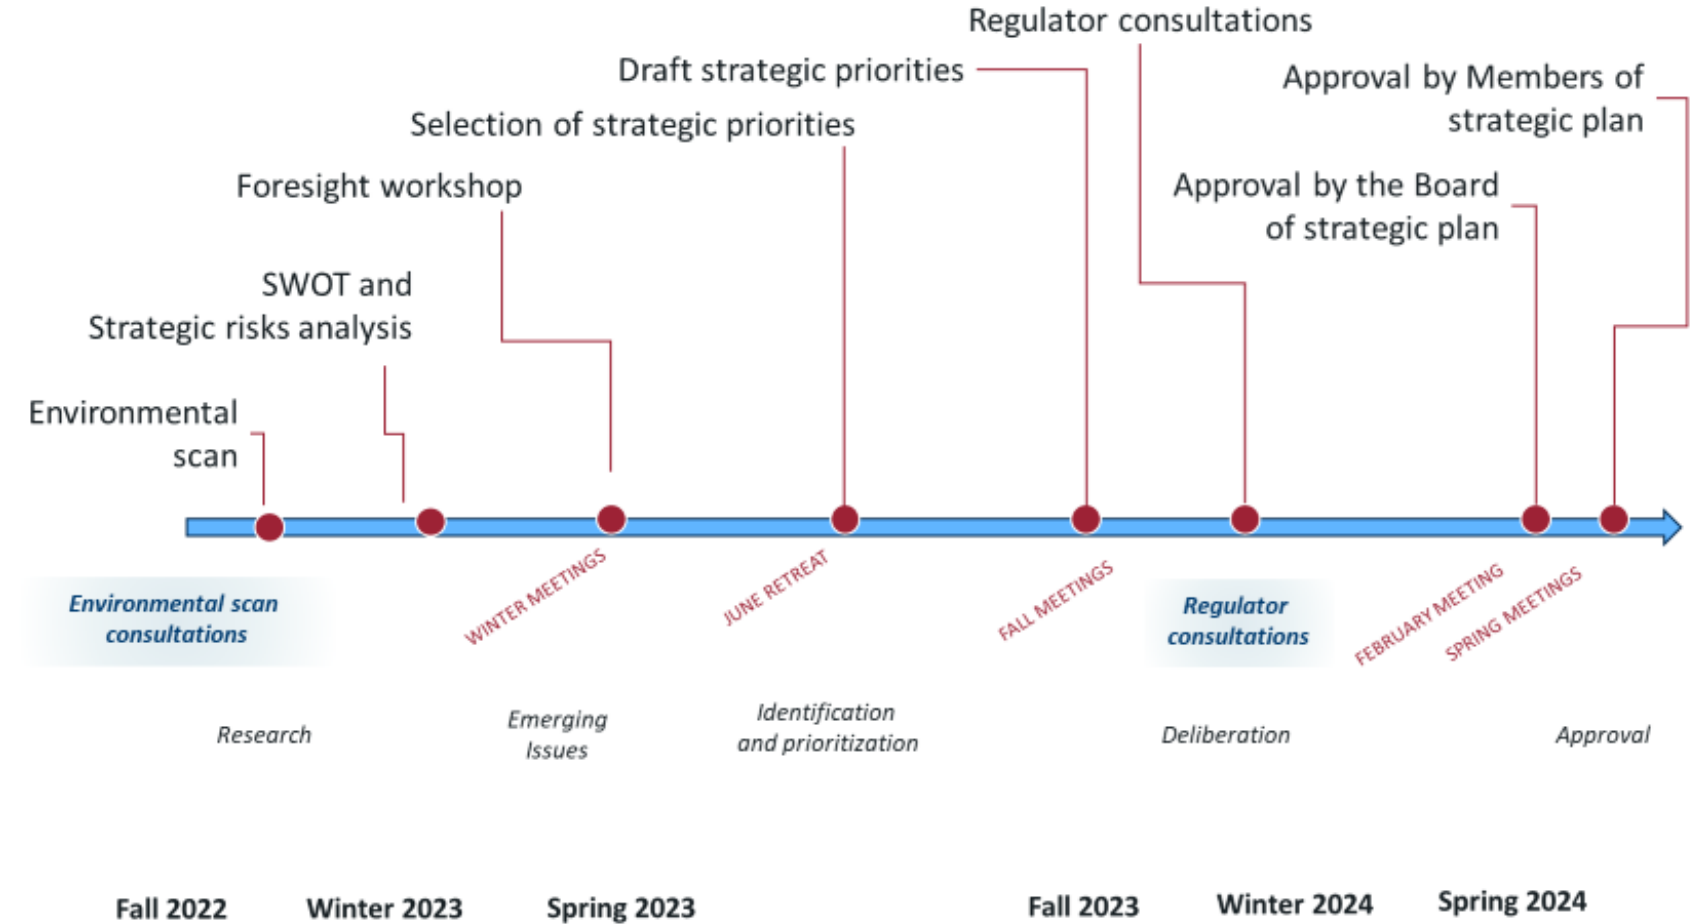 Regulator consultations
Draft strategic priorities
Approval by Members of
strategic plan
Selection of strategic priorities
Foresight workshop
Approval by the Board
of strategic plan
SWOT and
Strategic risks analysis
Environmental
scan
Environmental scan
consultations
WINTER MEETINGS
JUNE RETREAT
FALL MEETINGS
Regulator
consultations
FEBRUARY MEETING
SPRING MEETINGS
Research
Emerging
Issues
Identification
and prioritization
Deliberation
Approval
Fall 2022
Winter 2023
Spring 2023
Fall 2023
Winter 2024
Spring 2024